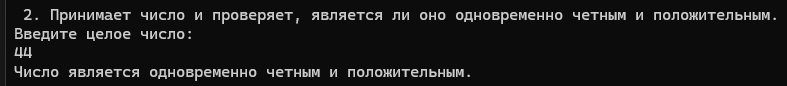 2. Принимает число и проверяет, является ли оно одновременно четным и положительным.
Введите целое число:
44
Число является одновременно четным и положительным.